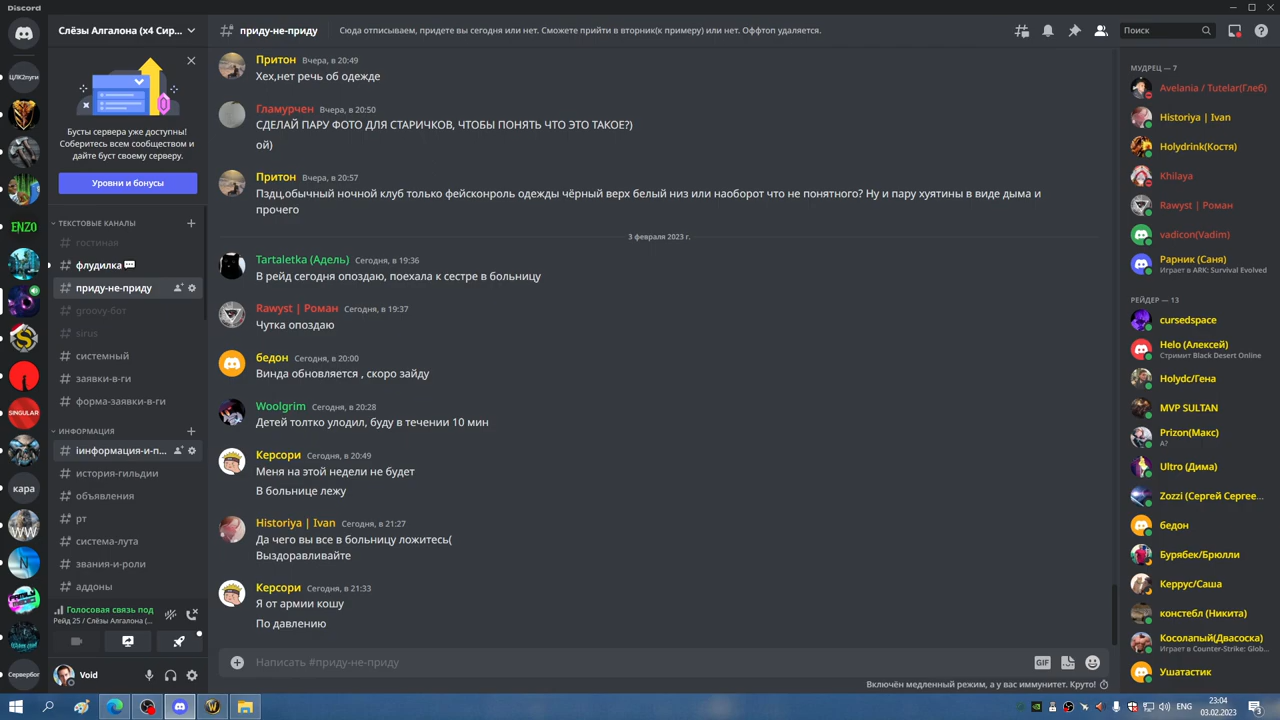 Discord
Слёзы Алгалона (x4 Сир...
приду-не-приду
Сюда отписываем, придете вы сегодня или нет. Сможете прийти в вторник(к примеру) или нет. Оффтоп удаляется.
Поиск
Бусты сервера уже доступны!
Соберитесь всем сообществом и
дайте буст своему серверу.
Уровни и бонусы
ТЕКСТОВЫЕ КАНАЛЫ
гостиная
флудилка
приду-не-приду
groovy-бот
sirus
системный
заявки-в-ги
форма-заявки-в-ги
ИНФОРМАЦИЯ
іинформация-и-п...
история-гильдии
объявления
рт
система-лута
звания-и-роли
аддоны
Голосовая связь под
Рейд 25 / Слёзы Алгалона (...
Void
ЦЛК2пуги
ENZO
SINGULAR
кара
WW
Сервербог
Притон Вчера, в 20:49
Хех,нет речь об одежде
Гламурчен Вчера, в 20:50
СДЕЛАЙ ПАРУ ФОТО ДЛЯ СТАРИЧКОВ, ЧТОБЫ ПОНЯТЬ ЧТО ЭТО ТАКОЕ?)
ой)
Притон Вчера, в 20:57
Пздц,обычный ночной клуб только фейсконроль одежды чёрный верх белый низ или наоборот что не понятного? Ну и пару хуятины в виде дыма и
прочего
3 февраля 2023 г.
Tartaletka (Адель) Сегодня, в 19:36
В рейд сегодня опоздаю, поехала к сестре в больницу
Rawyst | Роман Сегодня, в 19:37
Чутка опоздаю
бедон Сегодня, в 20:00
Винда обновляется , скоро зайду
Woolgrim Сегодня, в 20:28
Детей толтко улодил, буду в течении 10 мин
Керсори Сегодня, в 20:49
Меня на этой недели не будет
В больнице лежу
Historiya | Ivan Сегодня, в 21:27
Да чего вы все в больницу ложитесь(
Выздоравливайте
Керсори Сегодня, в 21:33
Я от армии кошу
По давлению
Написать #приду-не-приду
GIF
Включён медленный режим, а у вас иммунитет. Круто!
МУДРЕЦ — 7
Avelania / Tutelar(Глеб)
Historiya | Ivan
Holydrink(Костя)
Khilaya
Rawyst | Роман
vadicon(Vadim)
Рарник (Саня)
Играет в ARK: Survival Evolved
РЕЙДЕР — 13
cursedspace
Helo (Алексей)
Стримит Black Desert Online
Holydc/Гена
MVP SULTAN
Prizon(Макс)
А?
Ultro (Дима)
Zozzi (Сергей Сергее...
бедон
Бурябек/Брюлли
Керрус/Саша
констебл (Никита)
Косолапый(Двасоска)
Играет в Counter-Strike: Glob...
Ушатастик
ENG
23:04
03.02.2023
3